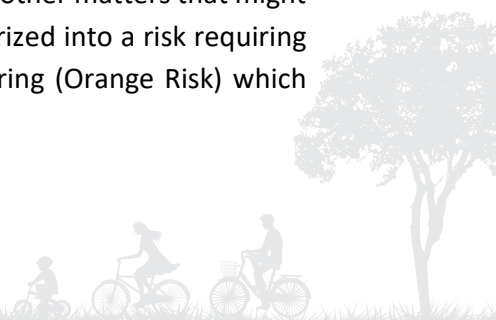 other matters that might
rized into a risk requiring
ring (Orange Risk) which